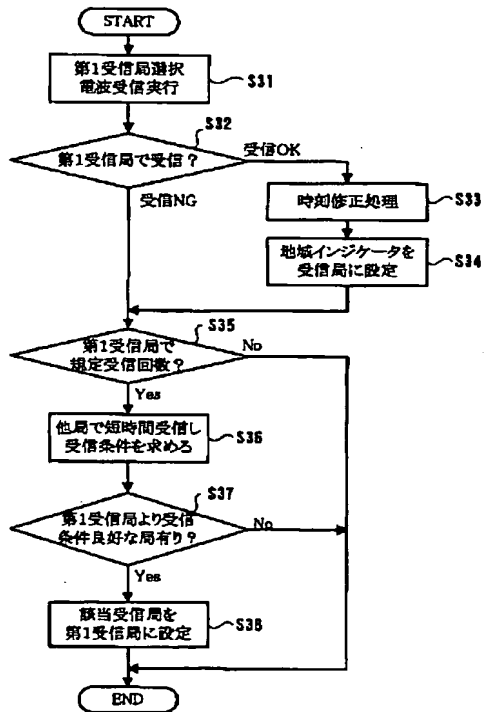 START
第1受信局選択
電波受信実行
S31
S32
第1受信局で受信？
受信OK
受信NG
時刻修正処理
S33
地域インジケータを
受信局に設定
S34
S35
第1受信局で
規定受信回数？
No
Yes
他局で短時間受信し
受信条件を求める
S36
S37
第1受信局より受信
条件良好な局有り？
No
Yes
該当受信局を
第1受信局に設定
S38
END